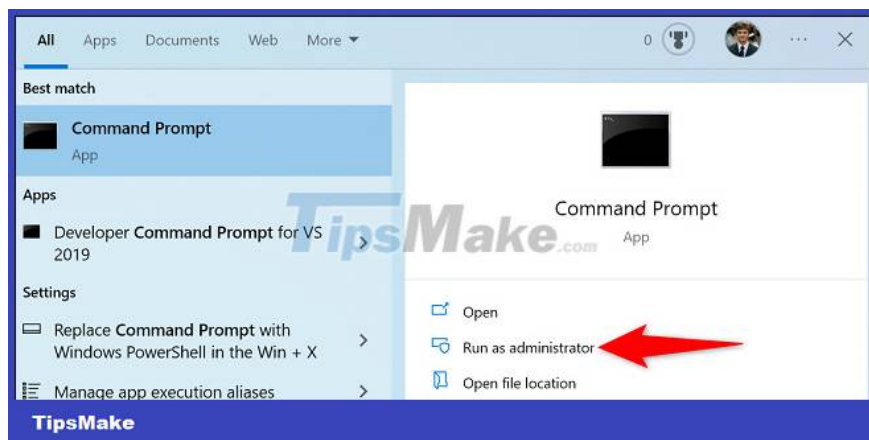 All Apps Documents Web More 0 ...
Best match
Command Prompt
App
Apps
Developer Command Prompt for VS
2019
Settings
Replace Command Prompt with
Windows PowerShell in the Win + X
Manage app execution aliases
Command Prompt
App
Open
Run as administrator
Open file location
TipsMake.com
TipsMake